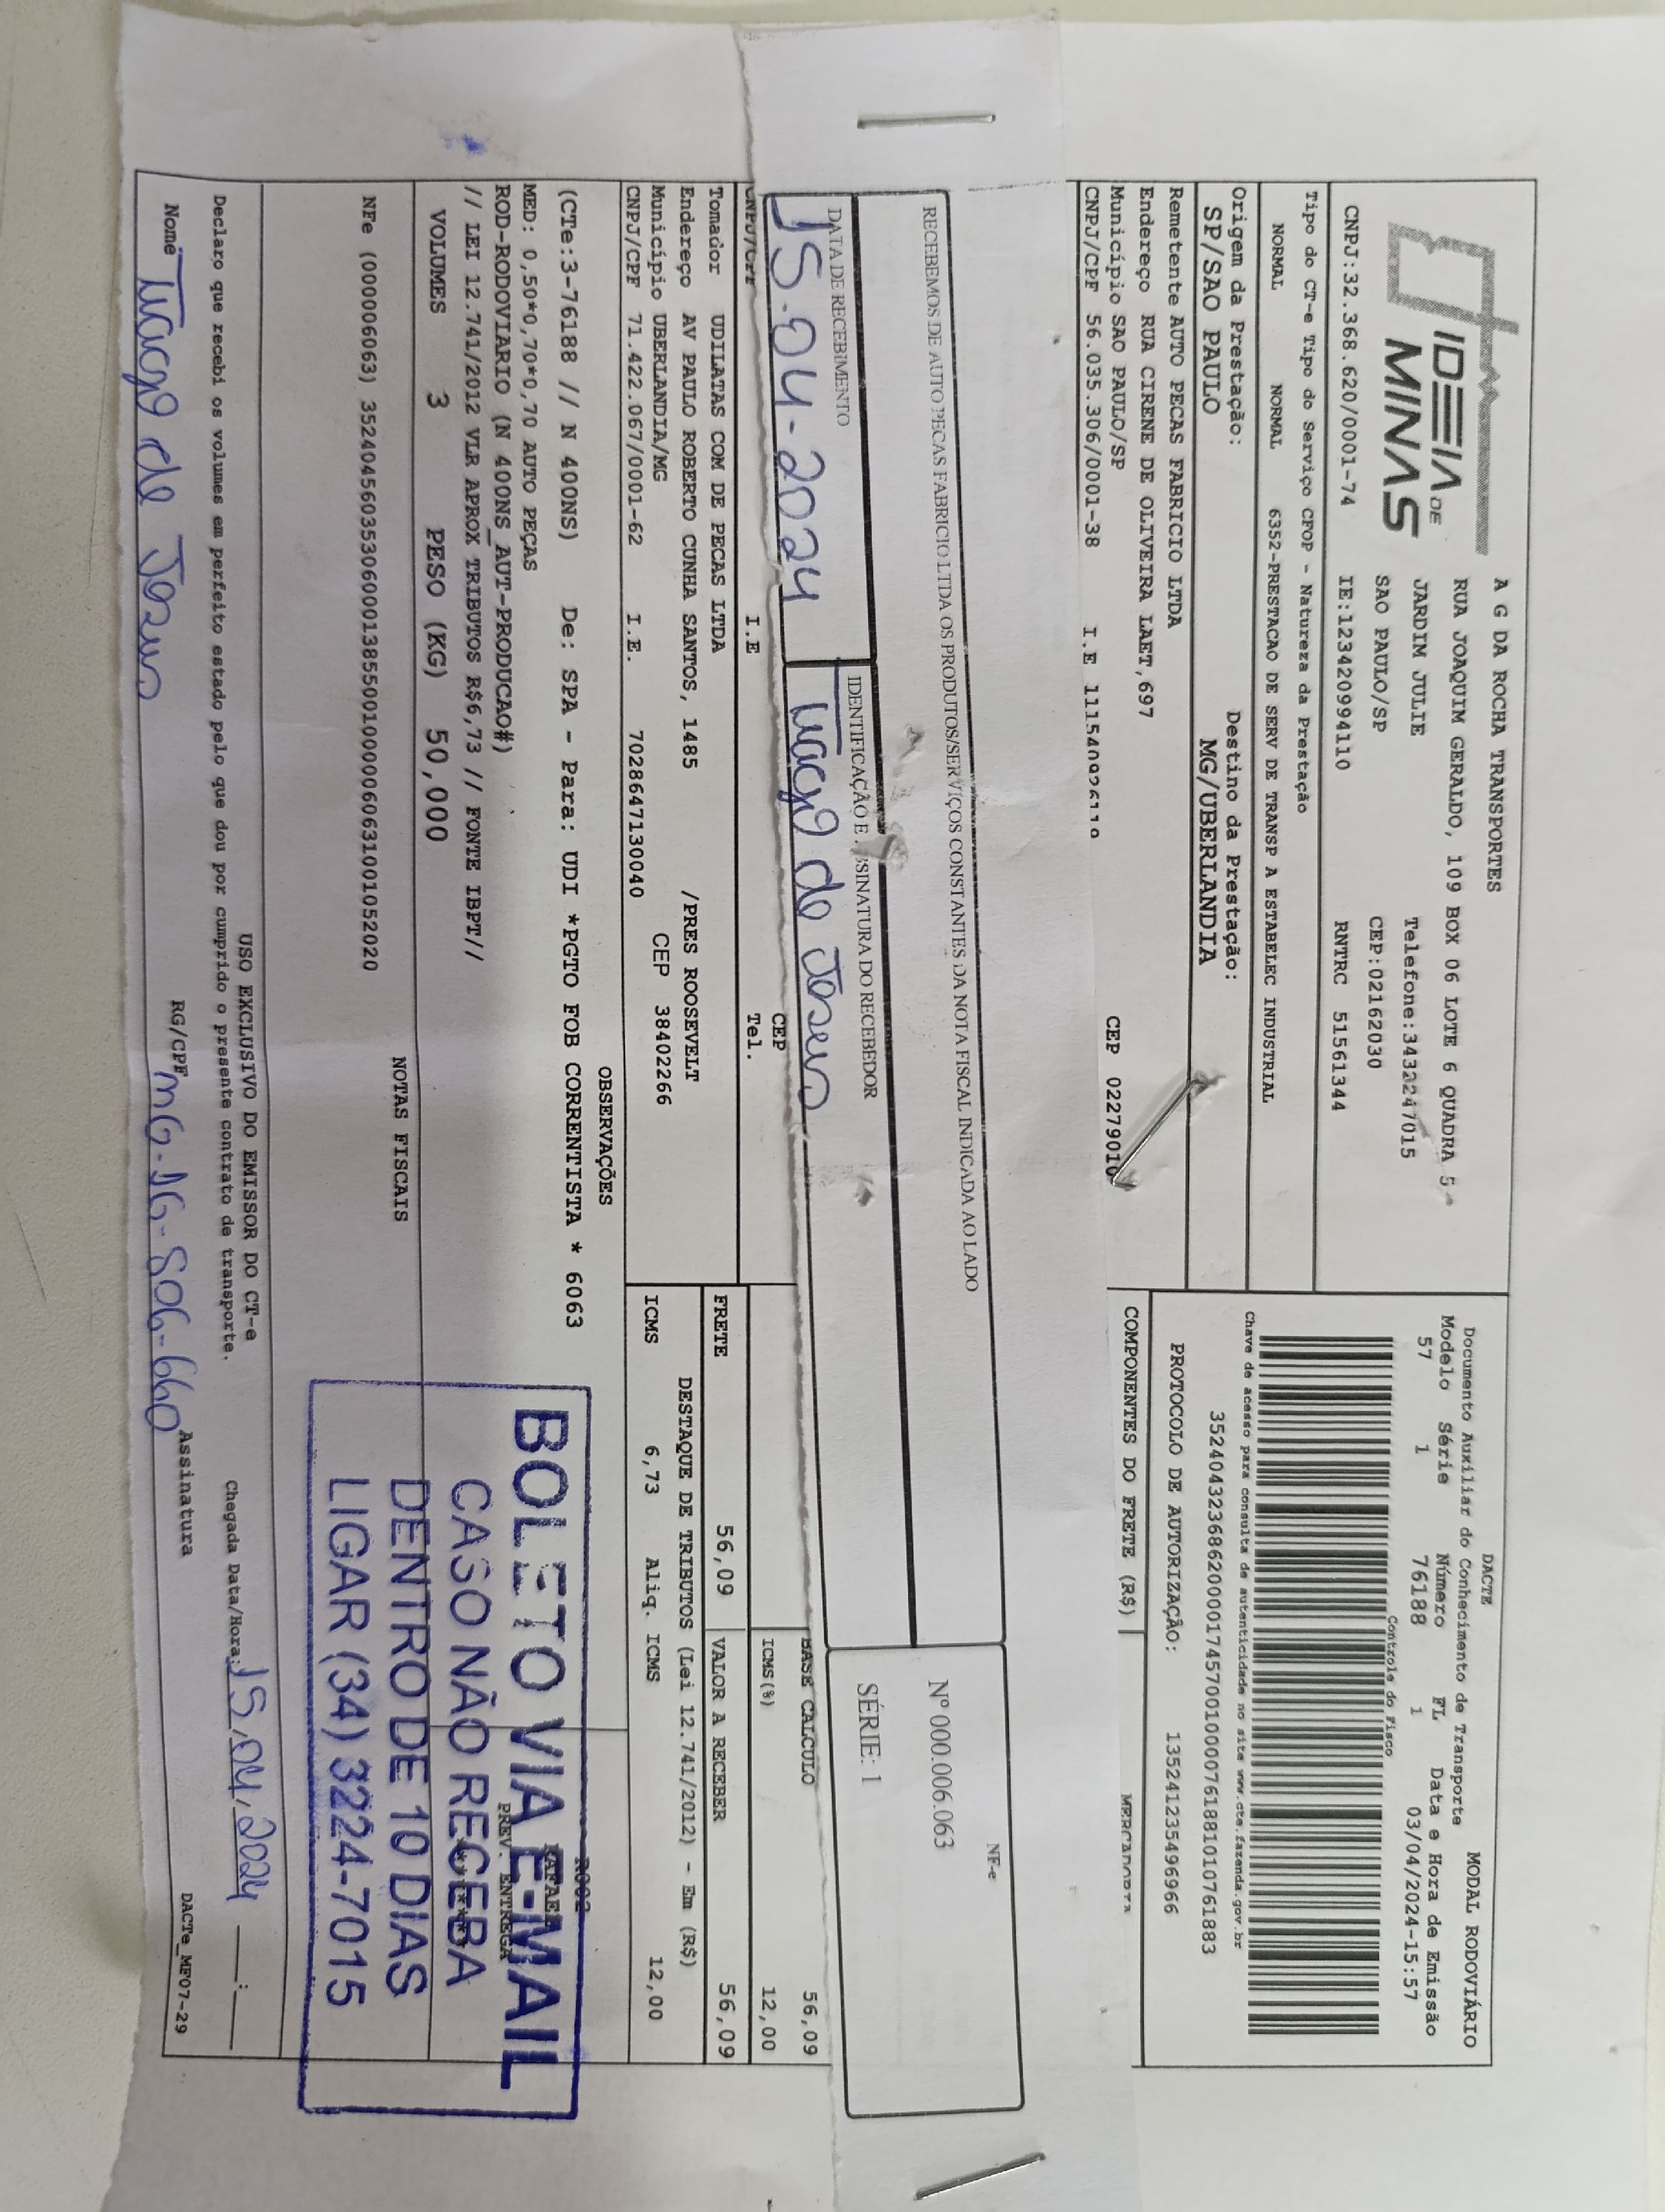 IDEIA DE MINAS
A G DA ROCHA TRANSPORTES
RUA JOAQUIM GERALDO, 109 BOX 06 LOTE 6 QUADRA 5
JARDIM JULIE Telefone:3432247015
SAO PAULO/SP CEP:02162030
CNPJ:32.368.620/0001-74 IE:123420994110 RNTRC 51561344
Tipo do CT-e Tipo do Serviço CFOP - Natureza da Prestação
NORMAL NORMAL 6352-PRESTACAO DE SERV DE TRANSP A ESTABELEC INDUSTRIAL
Origem da Prestação: Destino da Prestação:
SP/SAO PAULO MG/UBERLANDIA
Remetente AUTO PECAS FABRICIO LTDA
Endereço RUA CIRENE DE OLIVEIRA LAET,697
Município SAO PAULO/SP CEP 02279010
CNPJ/CPF 56.035.306/0001-38 I.E 111540926110
DACTE MODAL RODOVIÁRIO
Documento Auxiliar do Conhecimento de Transporte
Modelo Série Número FL Data e Hora de Emissão
57 1 76188 1 03/04/2024-15:57
Controle do Fisco
Chave de acesso para consulta de autenticidade no site www.cte.fazenda.gov.br
35240432368620000174570010000761881010761883
PROTOCOLO DE AUTORIZAÇÃO: 135241235496966
COMPONENTES DO FRETE (R$) MERCADORIA
RECEBEMOS DE AUTO PECAS FABRICIO LTDA OS PRODUTOS/SERVIÇOS CONSTANTES DA NOTA FISCAL INDICADA AO LADO
DATA DE RECEBIMENTO IDENTIFICAÇÃO E ASSINATURA DO RECEBEDOR
15.04-2024 Tiago de Jesus
NF-e
Nº 000.006.063
SÉRIE: 1
CNPJ/CPF I.E CEP
Tel.
BASE CALCULO 56,09
ICMS(%) 12,00
Tomador UDILATAS COM DE PECAS LTDA
Endereço AV PAULO ROBERTO CUNHA SANTOS, 1485 /PRES ROOSEVELT
Município UBERLANDIA/MG CEP 38402266
CNPJ/CPF 71.422.067/0001-62 I.E. 7028647130040
FRETE 56,09 VALOR A RECEBER 56,09
DESTAQUE DE TRIBUTOS (Lei 12.741/2012) - Em (R$)
ICMS 6,73 Aliq. ICMS 12,00
OBSERVAÇÕES
(CTe:3-76188 // N 400NS) De: SPA - Para: UDI *PGTO FOB CORRENTISTA * 6063
MED: 0,50*0,70*0,70 AUTO PEÇAS
ROD-RODOVIARIO (N 400NS_AUT-PRODUCAO#)
// LEI 12.741/2012 VLR APROX TRIBUTOS R$6,73 // FONTE IBPT//
R002
RAFAEL
PREV. ENTREGA
VOLUMES 3 PESO (KG) 50,000
NOTAS FISCAIS
NFe (000006063) 35240456035306000138550010000060631001052020
BOLETO VIA E-MAIL
CASO NÃO RECEBA
DENTRO DE 10 DIAS
LIGAR (34) 3224-7015
USO EXCLUSIVO DO EMISSOR DO CT-e
Declaro que recebi os volumes em perfeito estado pelo que dou por cumprido o presente contrato de transporte. Chegada Data/Hora: 15/04/2024 __:__
Nome Tiago de Jesus RG/CPF MG-16-806-660 Assinatura
DACTe_MF07-29